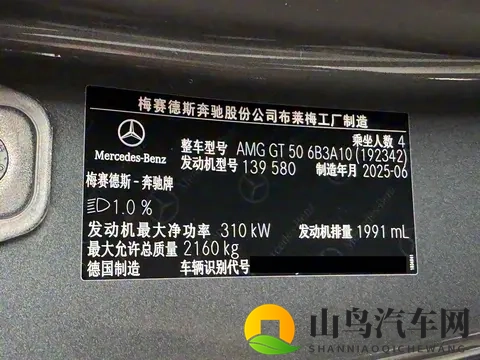 梅赛德斯奔驰股份公司布莱梅工厂制造
乘坐人数 4
整车型号 AMG GT 50 6B3A10 (192342)
Mercedes-Benz
发动机型号 139 580 制造年月 2025-06
梅赛德斯－奔驰牌
1.0 %
发动机最大净功率 310 kW 发动机排量 1991 mL
最大允许总质量 2160 kg
德国制造 车辆识别代号
山鸟汽车网
SHANNIAOQICHEWANG